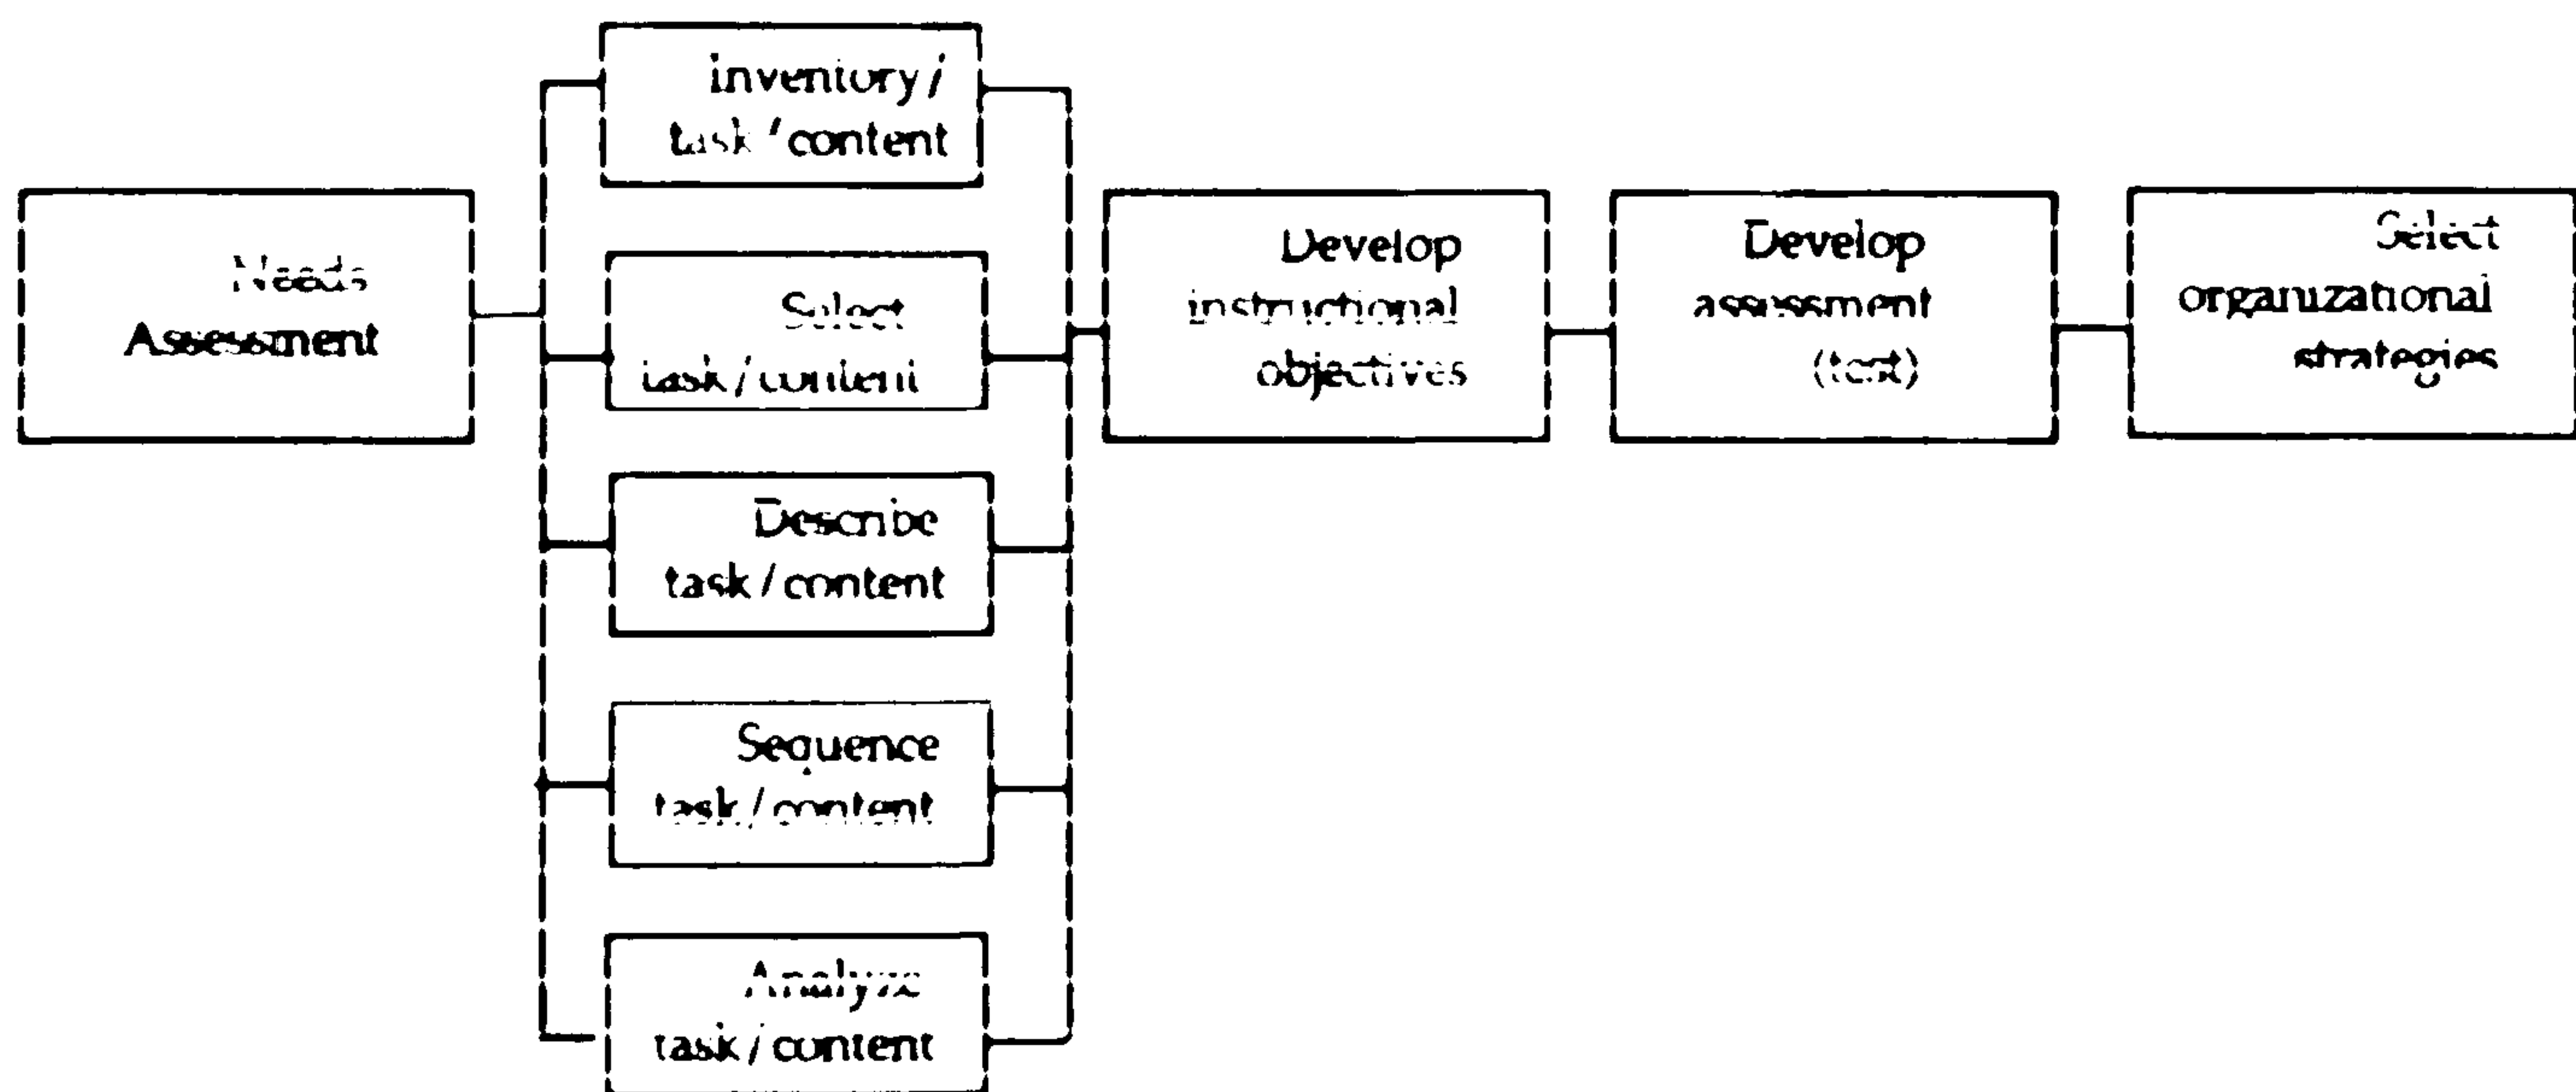 Needs
Assessment
inventory/
task/content
Select
task/content
Describe
task/content
Sequence
task/content
Analyze
task/content
Develop
instructional
objectives
Develop
assessment
(test)
Select
organizational
strategies